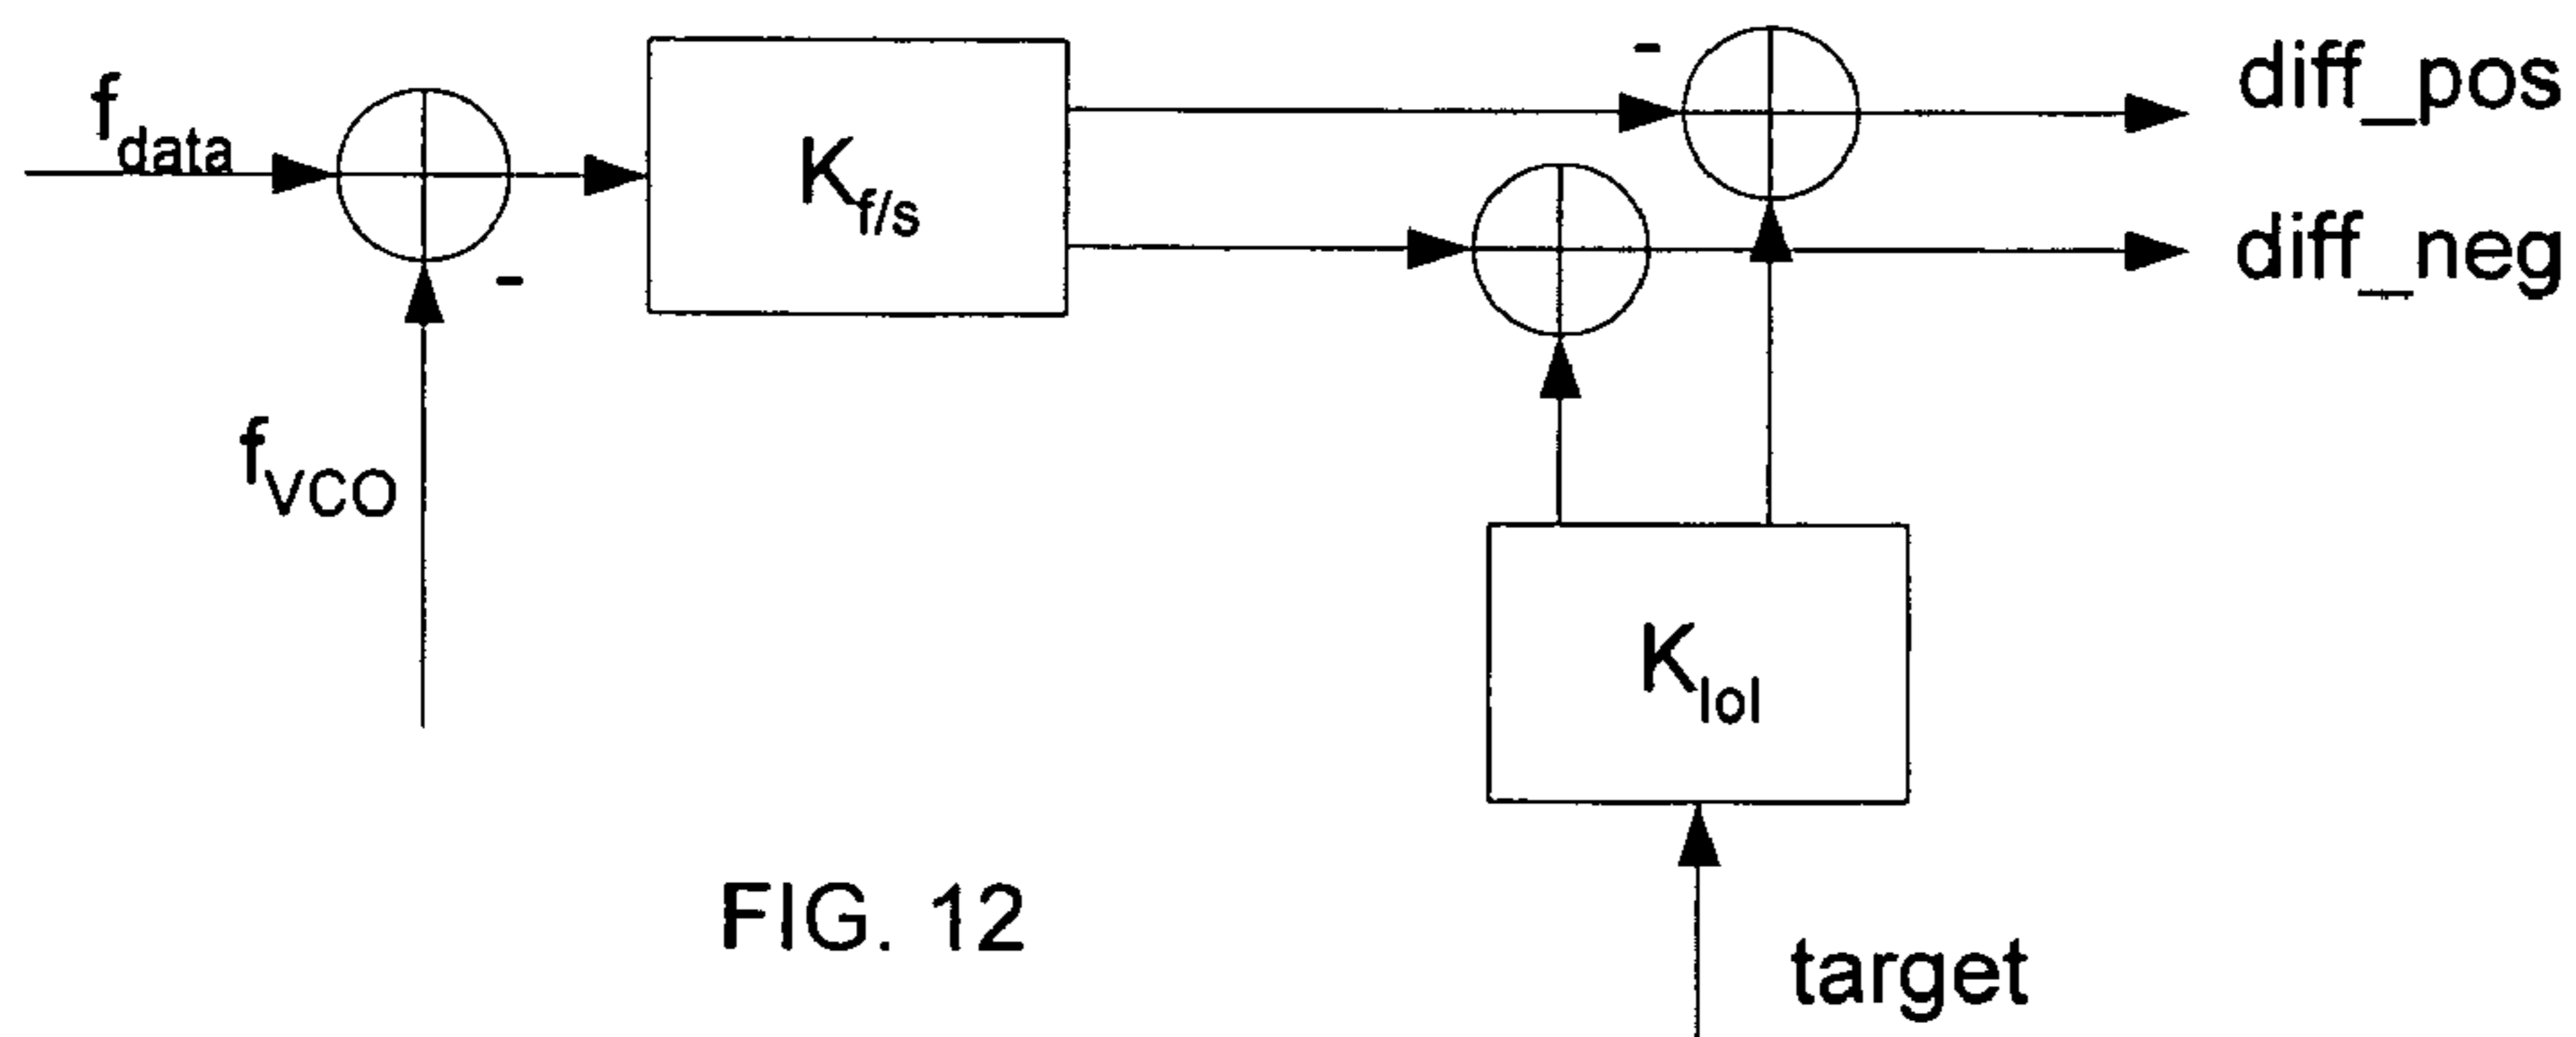 f_data
f_VCO
-
K_f/s
-
diff_pos
diff_neg
K_lol
target
FIG. 12